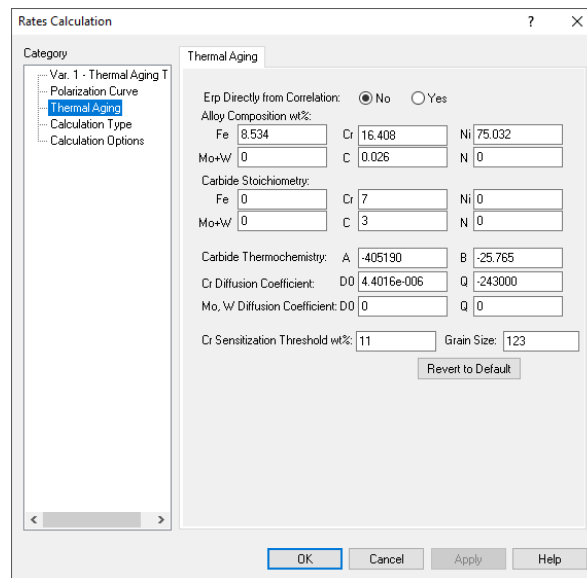 Rates Calculation ? X
Category
Var. 1 - Thermal Aging T
Polarization Curve
Thermal Aging
Calculation Type
Calculation Options
Thermal Aging
Erp Directly from Correlation: No Yes
Alloy Composition wt%:
Fe 8.534 Cr 16.408 Ni 75.032
Mo+W 0 C 0.026 N 0
Carbide Stoichiometry:
Fe 0 Cr 7 Ni 0
Mo+W 0 C 3 N 0
Carbide Thermochemistry: A -405190 B -25.765
Cr Diffusion Coefficient: D0 4.4016e-006 Q -243000
Mo, W Diffusion Coefficient: D0 0 Q 0
Cr Sensitization Threshold wt%: 11 Grain Size: 123
Revert to Default
OK Cancel Apply Help